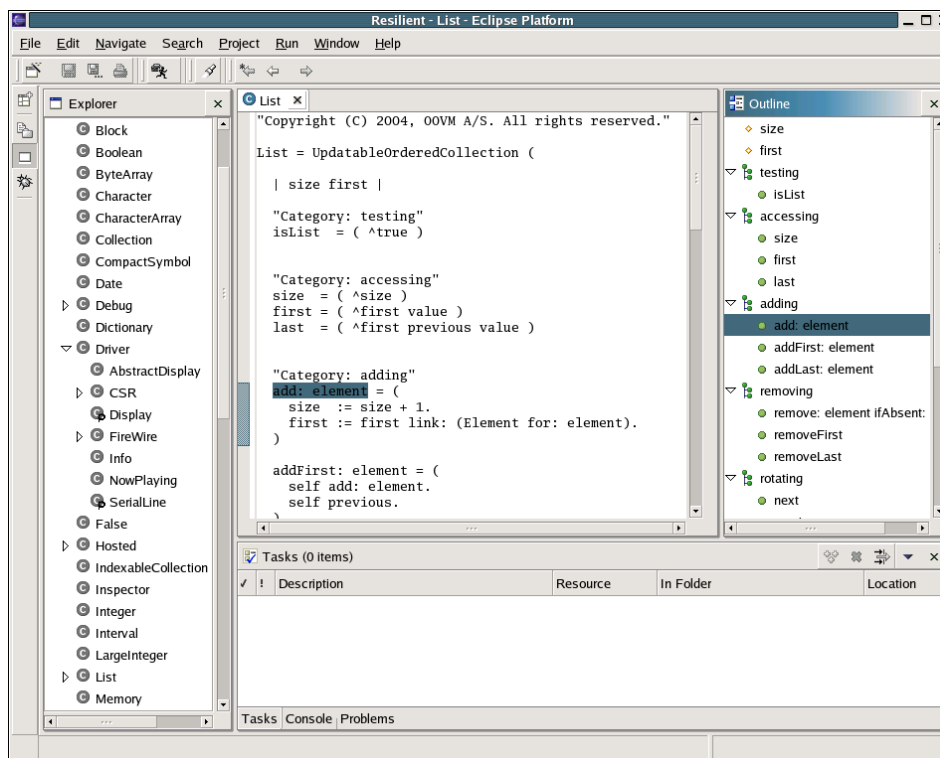 Resilient - List - Eclipse Platform
File Edit Navigate Search Project Run Window Help
Explorer
Block
Boolean
ByteArray
Character
CharacterArray
Collection
CompactSymbol
Date
Debug
Dictionary
Driver
AbstractDisplay
CSR
Display
FireWire
Info
NowPlaying
SerialLine
False
Hosted
IndexableCollection
Inspector
Integer
Interval
LargeInteger
List
Memory
List
"Copyright (C) 2004, OOVM A/S. All rights reserved."
List = UpdatableOrderedCollection (
| size first |
"Category: testing"
isList  = ( ^true )
"Category: accessing"
size  = ( ^size )
first = ( ^first value )
last  = ( ^first previous value )
"Category: adding"
add: element = (
size  := size + 1.
first := first link: (Element for: element).
)
addFirst: element = (
self add: element.
self previous.
)
Outline
size
first
testing
isList
accessing
size
first
last
adding
add: element
addFirst: element
addLast: element
removing
remove: element ifAbsent:
removeFirst
removeLast
rotating
next
Tasks (0 items)
✓ ! Description Resource In Folder Location
Tasks Console Problems